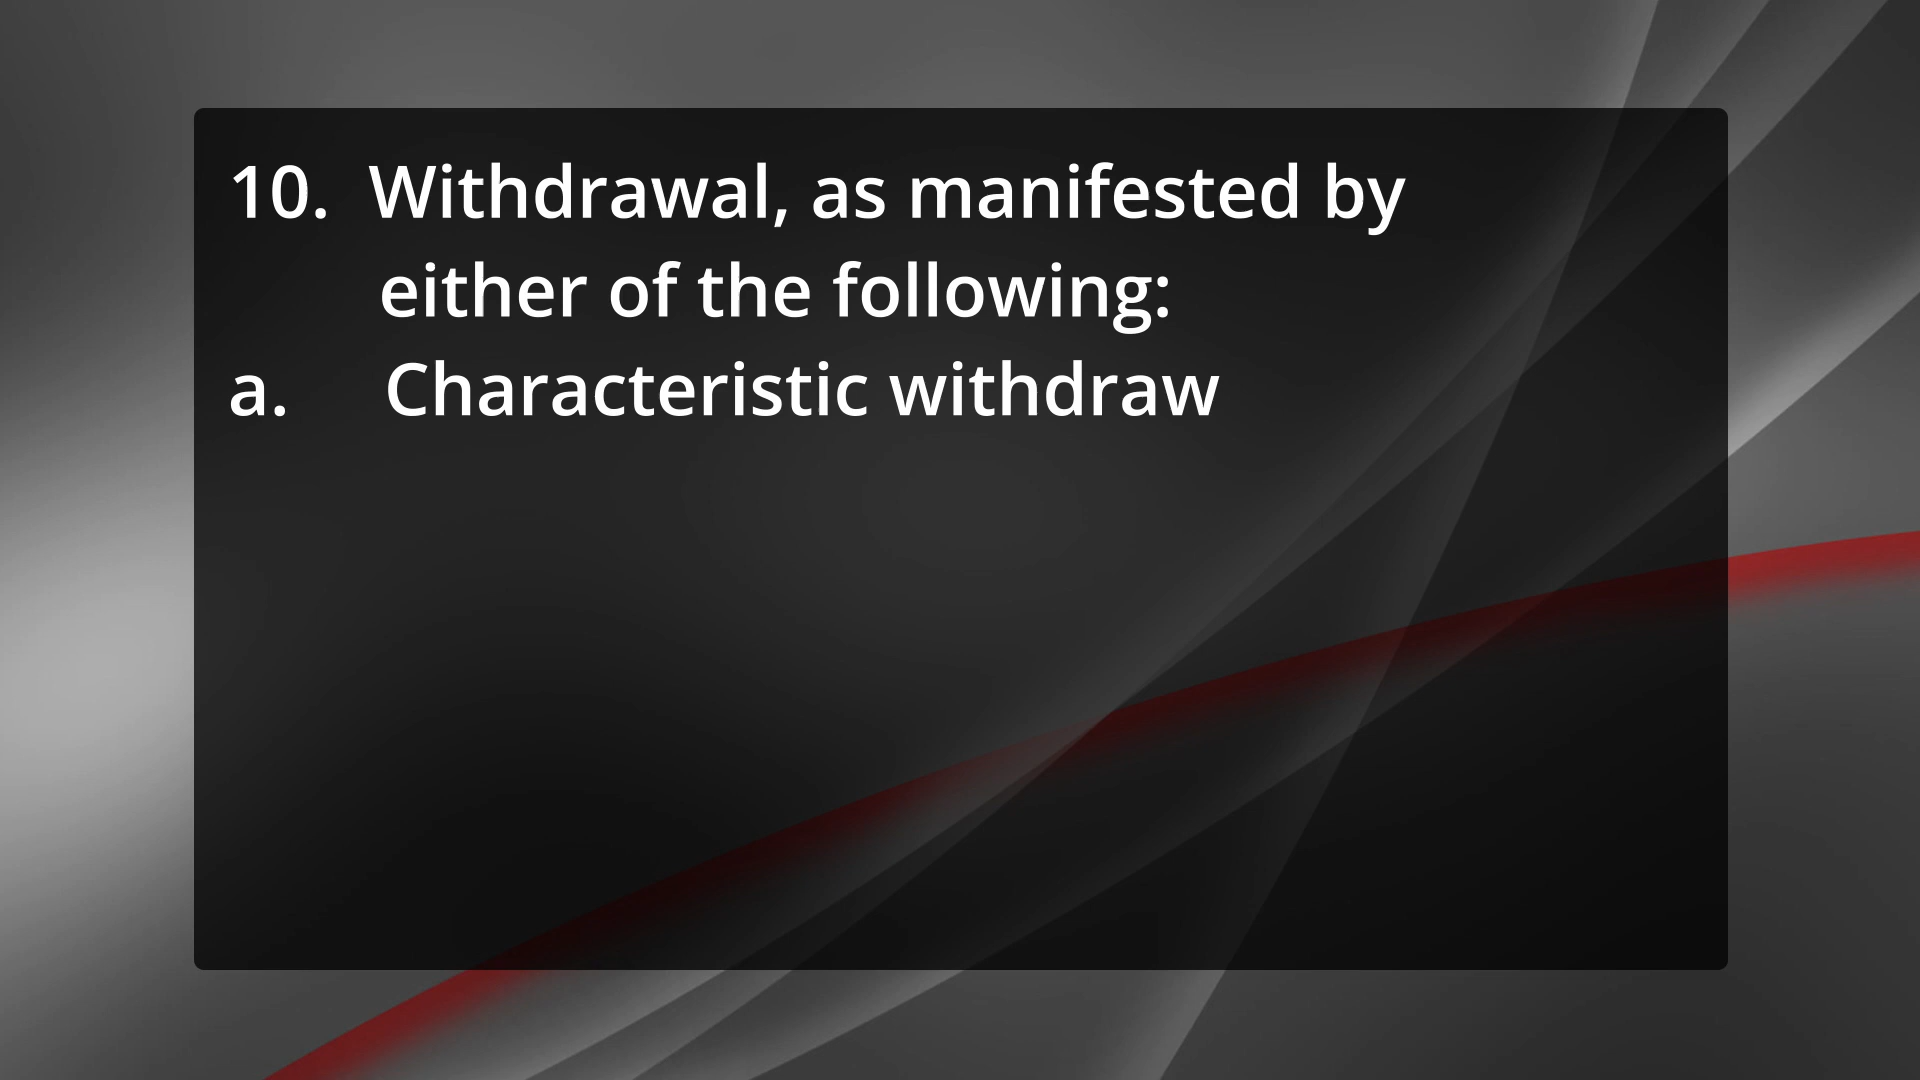 10. Withdrawal, as manifested by
either of the following:
a. Characteristic withdraw